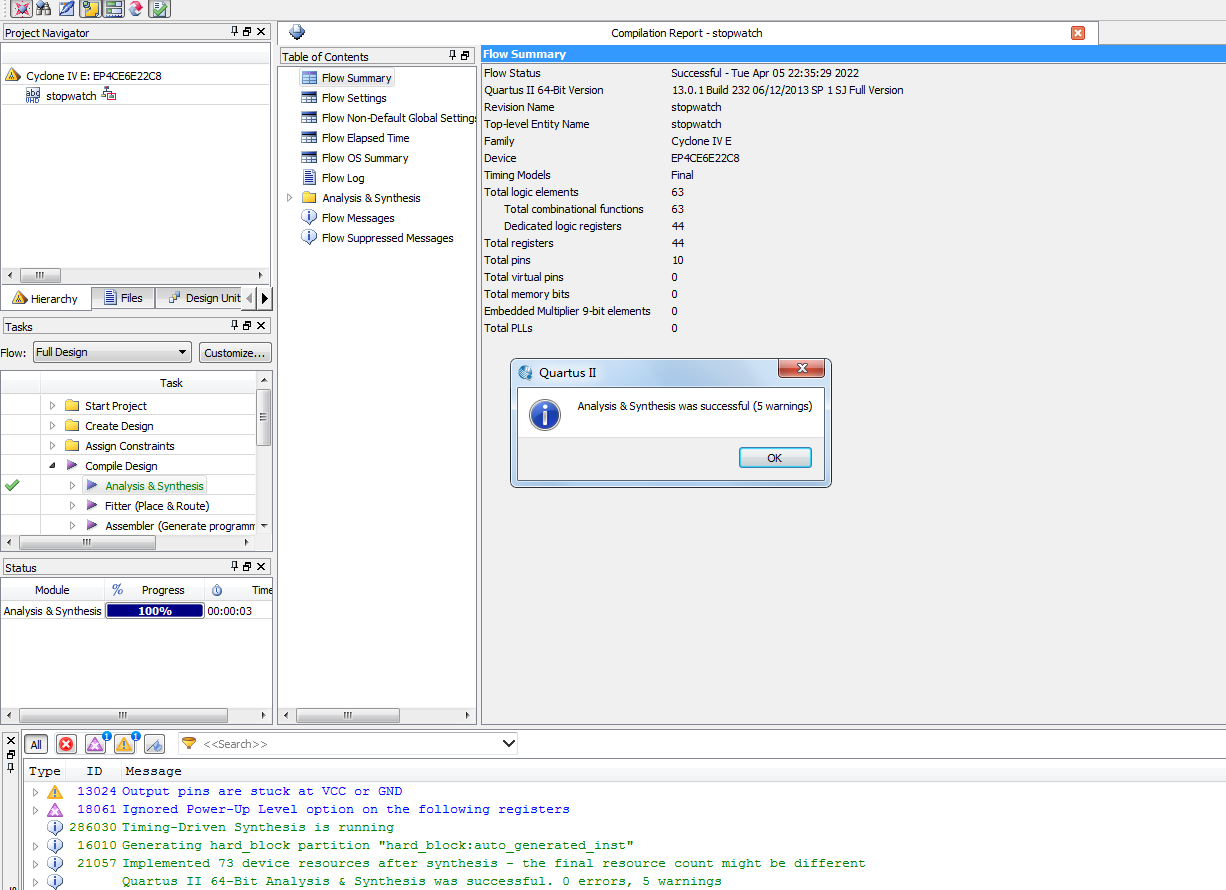 Project Navigator
Cyclone IV E: EP4CE6E22C8
stopwatch
Hierarchy
Files
Design Unit
Tasks
Flow:
Full Design
Customize...
Task
Start Project
Create Design
Assign Constraints
Compile Design
Analysis & Synthesis
Fitter (Place & Route)
Assembler (Generate programm
Status
Module
%
Progress
Time
Analysis & Synthesis
100%
00:00:03
Compilation Report - stopwatch
Table of Contents
Flow Summary
Flow Settings
Flow Non-Default Global Settings
Flow Elapsed Time
Flow OS Summary
Flow Log
Analysis & Synthesis
Flow Messages
Flow Suppressed Messages
Flow Summary
Flow Status Successful - Tue Apr 05 22:35:29 2022
Quartus II 64-Bit Version 13.0.1 Build 232 06/12/2013 SP 1 SJ Full Version
Revision Name stopwatch
Top-level Entity Name stopwatch
Family Cyclone IV E
Device EP4CE6E22C8
Timing Models Final
Total logic elements 63
Total combinational functions 63
Dedicated logic registers 44
Total registers 44
Total pins 10
Total virtual pins 0
Total memory bits 0
Embedded Multiplier 9-bit elements 0
Total PLLs 0
Quartus II
Analysis & Synthesis was successful (5 warnings)
OK
All
1
1
<<Search>>
Type ID Message
13024 Output pins are stuck at VCC or GND
18061 Ignored Power-Up Level option on the following registers
286030 Timing-Driven Synthesis is running
16010 Generating hard_block partition "hard_block:auto_generated_inst"
21057 Implemented 73 device resources after synthesis - the final resource count might be different
Quartus II 64-Bit Analysis & Synthesis was successful. 0 errors, 5 warnings